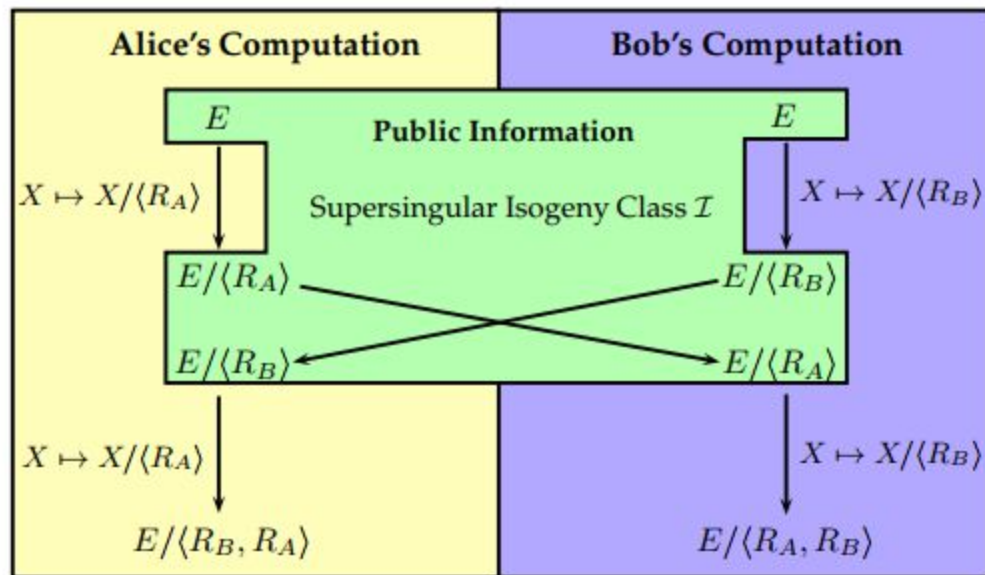 Alice's Computation
Bob's Computation
E
Public Information
E
X ↦ X/⟨R_A⟩
Supersingular Isogeny Class ℐ
X ↦ X/⟨R_B⟩
E/⟨R_A⟩
E/⟨R_B⟩
E/⟨R_B⟩
E/⟨R_A⟩
X ↦ X/⟨R_A⟩
X ↦ X/⟨R_B⟩
E/⟨R_B, R_A⟩
E/⟨R_A, R_B⟩